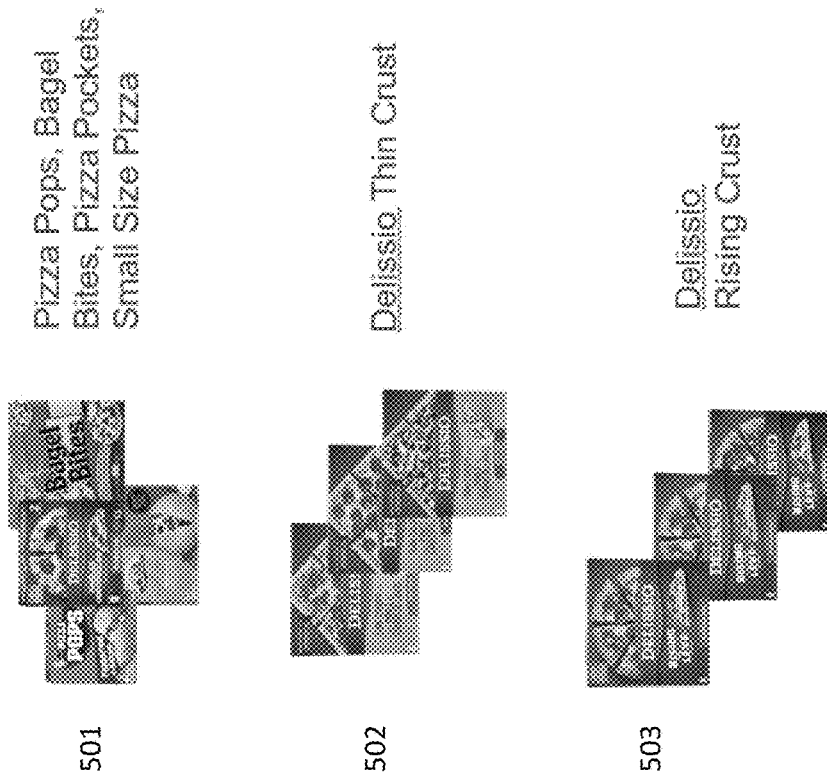 501
POPS
Bagel
Bites
Pizza Pops, Bagel
Bites, Pizza Pockets,
Small Size Pizza
502
Delissio Thin Crust
503
Delissio
Rising Crust